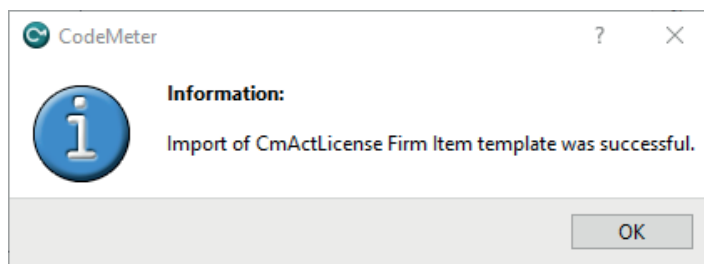 CodeMeter
?
Information:
Import of CmActLicense Firm Item template was successful.
OK